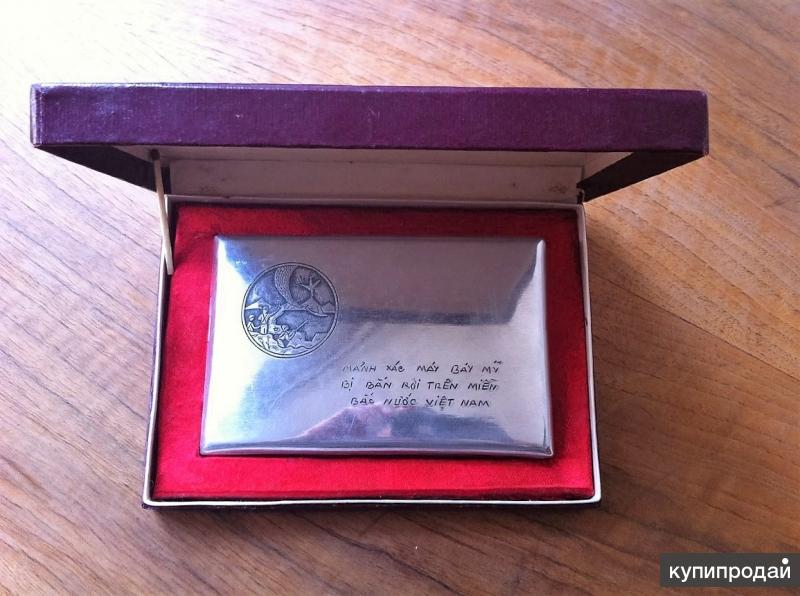 MẢNH XÁC MÁY BAY MỸ
BỊ BẮN RƠI TRÊN MIỀN
BẮC NƯỚC VIỆT NAM
купипродай